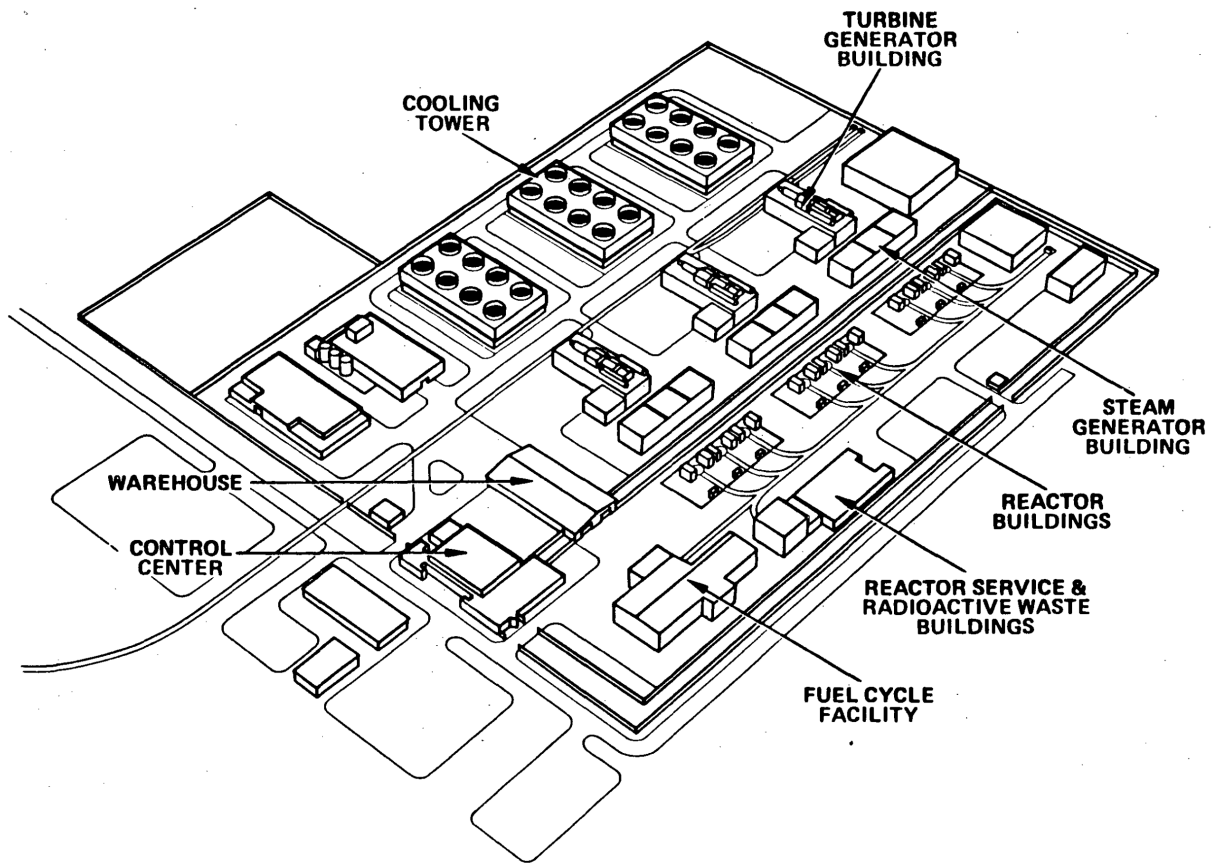 TURBINE
GENERATOR
BUILDING
COOLING
TOWER
STEAM
GENERATOR
BUILDING
WAREHOUSE
REACTOR
BUILDINGS
CONTROL
CENTER
REACTOR SERVICE &
RADIOACTIVE WASTE
BUILDINGS
FUEL CYCLE
FACILITY